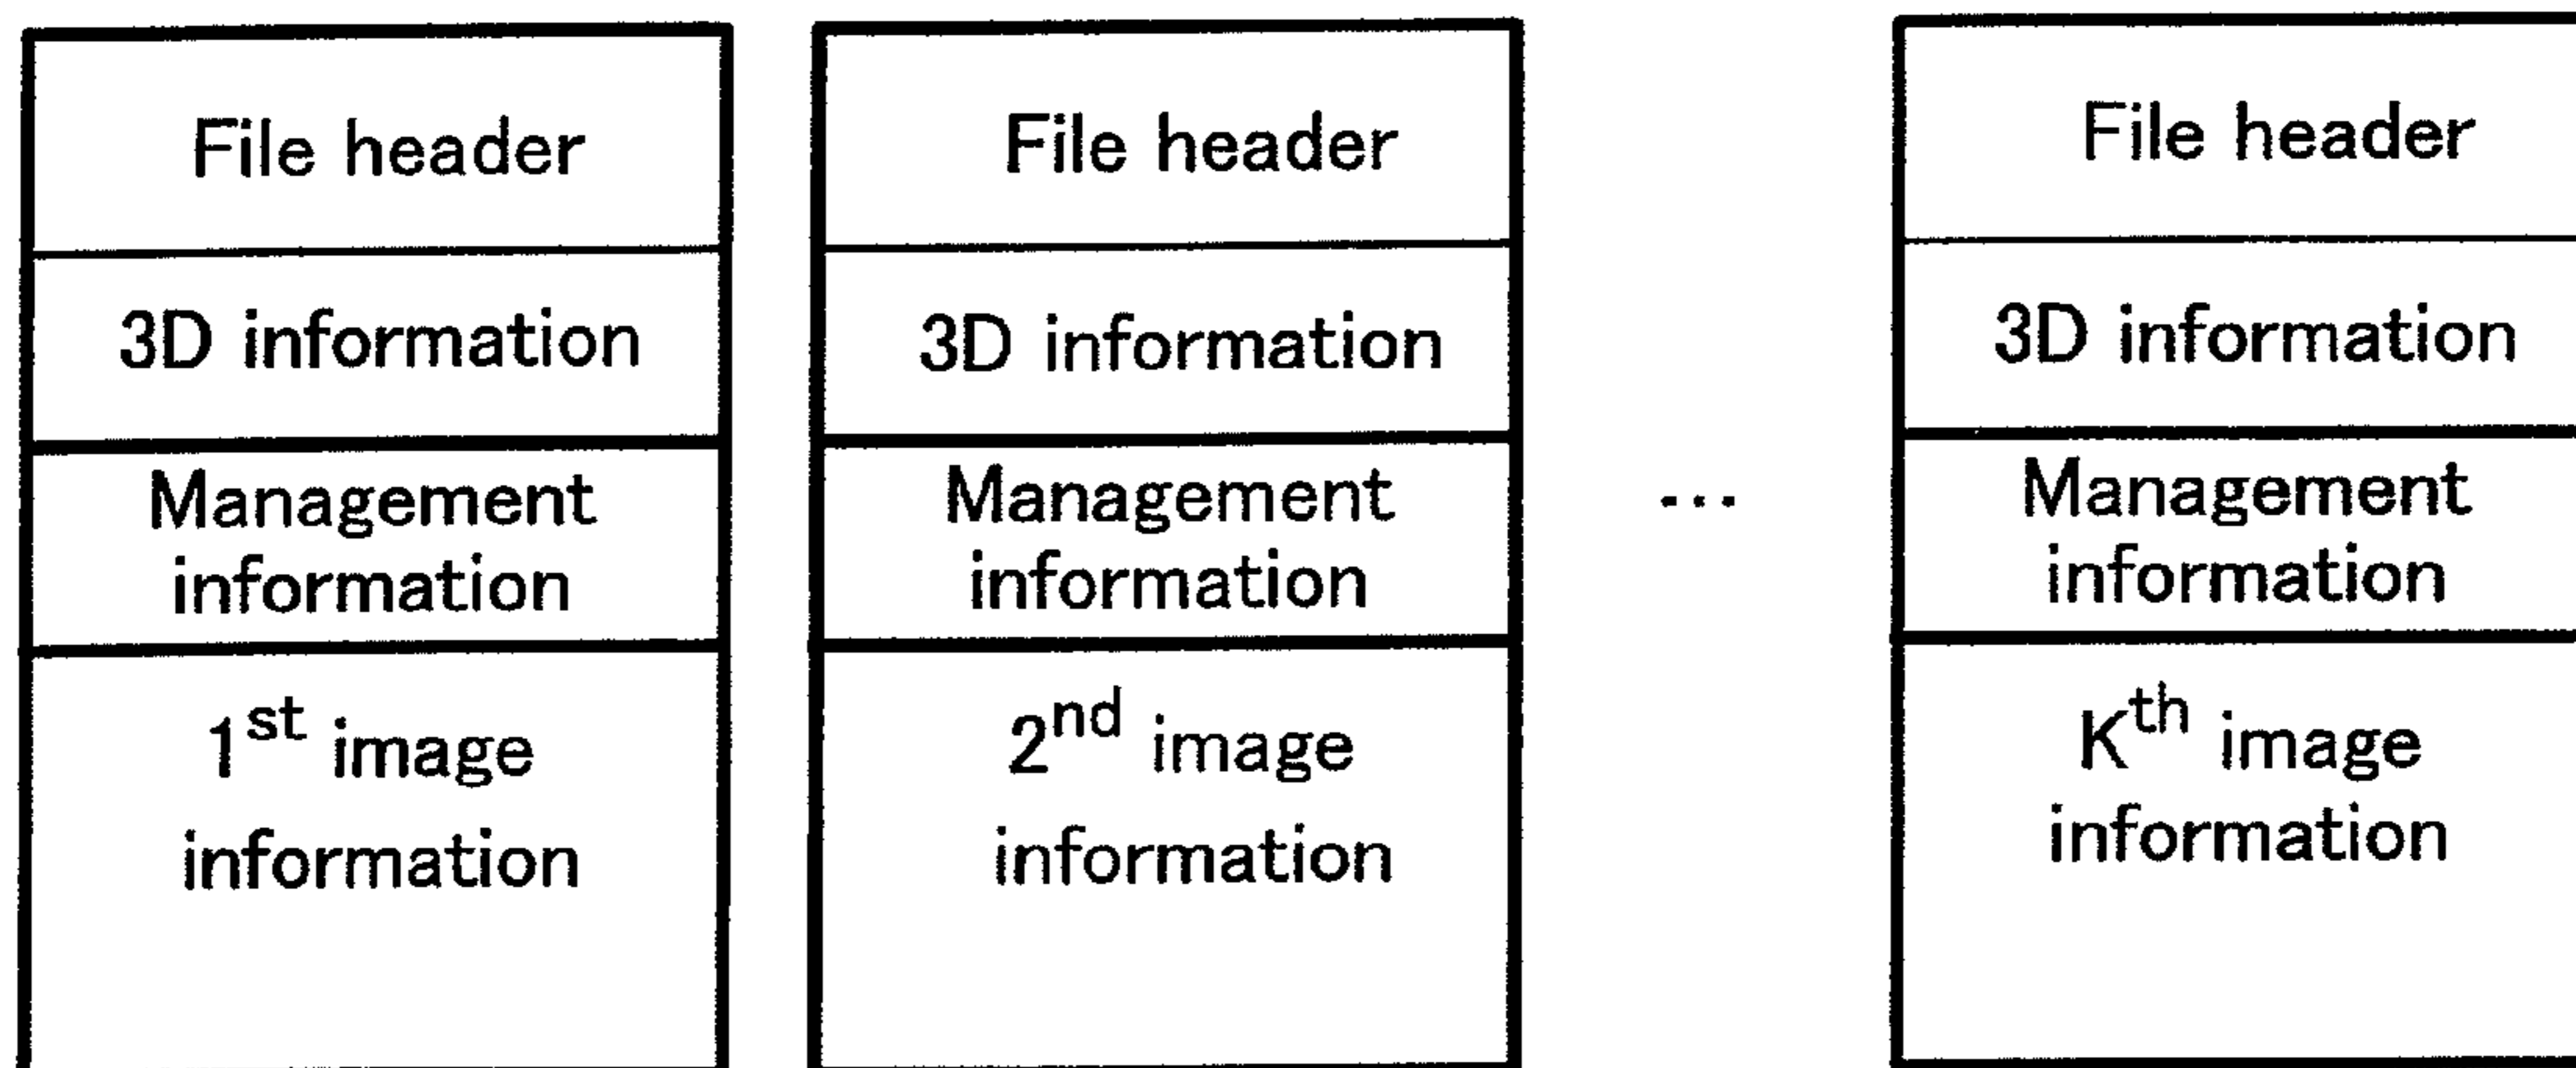 File header
3D information
Management
information
1st image
information
File header
3D information
Management
information
2nd image
information
...
File header
3D information
Management
information
Kth image
information